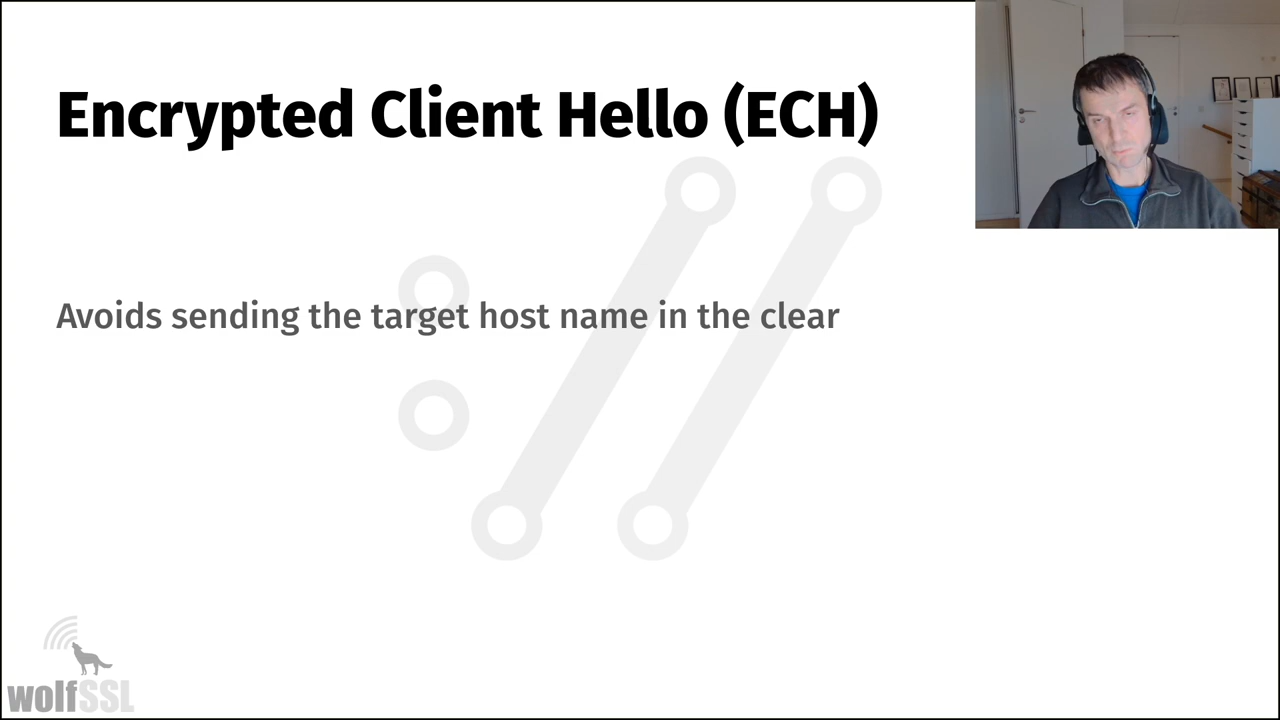 Encrypted Client Hello (ECH)
Avoids sending the target host name in the clear
wolfSSL